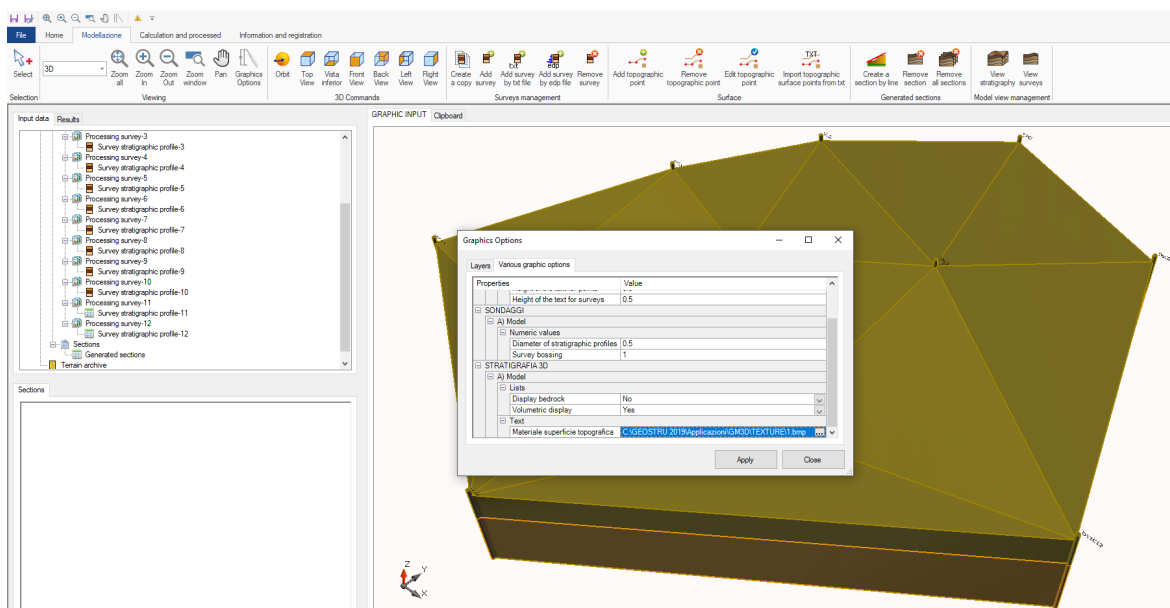 File Home Modellazione Calculation and processed Information and registration
Select
3D
Zoom all
Zoom In
Zoom Out
Zoom window
Pan
Graphics Options
Orbit
Top View
Vista inferior
Front View
Back View
Left View
Right View
Create a copy
Add survey
Add survey by txt file
Add survey by edp file
Remove survey
Add topographic point
Remove topographic point
Edit topographic point
Import topographic surface points from txt
Create a section by line
Remove section
Remove all sections
View stratigraphy
View surveys
Selection Viewing 3D Commands Surveys management Surface Generated sections Model view management
Input data Results
Processing survey-3
Survey stratigraphic profile-3
Processing survey-4
Survey stratigraphic profile-4
Processing survey-5
Survey stratigraphic profile-5
Processing survey-6
Survey stratigraphic profile-6
Processing survey-7
Survey stratigraphic profile-7
Processing survey-8
Survey stratigraphic profile-8
Processing survey-9
Survey stratigraphic profile-9
Processing survey-10
Survey stratigraphic profile-10
Processing survey-11
Survey stratigraphic profile-11
Processing survey-12
Survey stratigraphic profile-12
Sections
Generated sections
Terrain archive
Sections
GRAPHIC INPUT Clipboard
Graphics Options
Layers Various graphic options
Properties Value
Height of the text for surveys 0.5
SONDAGGI
A) Model
Numeric values
Diameter of stratigraphic profiles 0.5
Survey bossing 1
STRATIGRAFIA 3D
A) Model
Lists
Display bedrock No
Volumetric display Yes
Text
Materiale superficie topografica C:\GEOSTRU 2019\Applicazioni\GM3D\TEXTURE\1.bmp ...
Apply Close
Z
Y
X